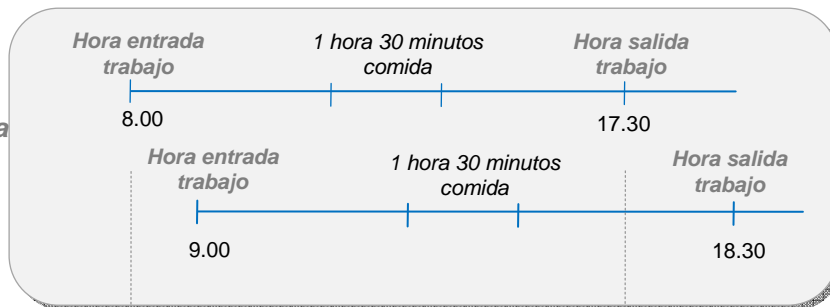 Hora entrada
trabajo
1 hora 30 minutos
comida
Hora salida
trabajo
8.00
17.30
a
Hora entrada
trabajo
1 hora 30 minutos
comida
Hora salida
trabajo
9.00
18.30